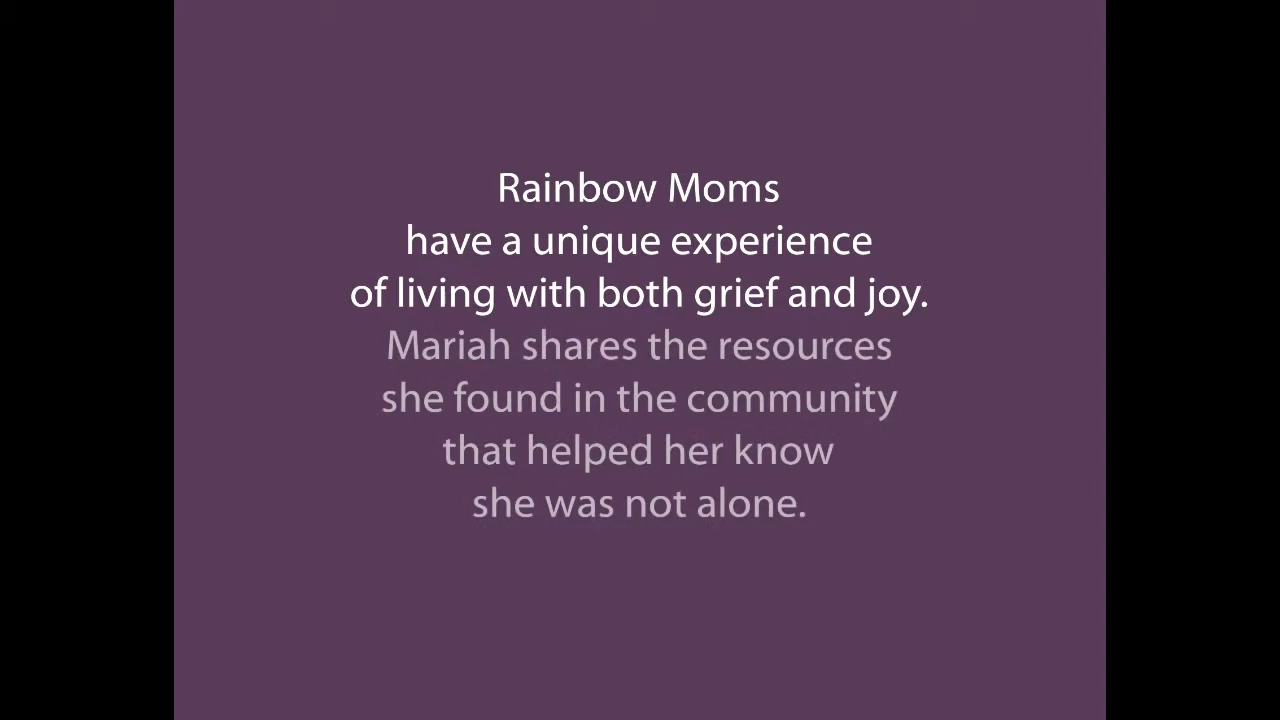 Rainbow Moms
have a unique experience
of living with both grief and joy.
Mariah shares the resources
she found in the community
that helped her know
she was not alone.